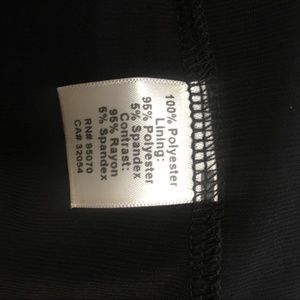 100% Polyester
Lining:
95% Polyester
5% Spandex
Contrast:
95% Rayon
5% Spandex
RN# 95070
CA# 32054